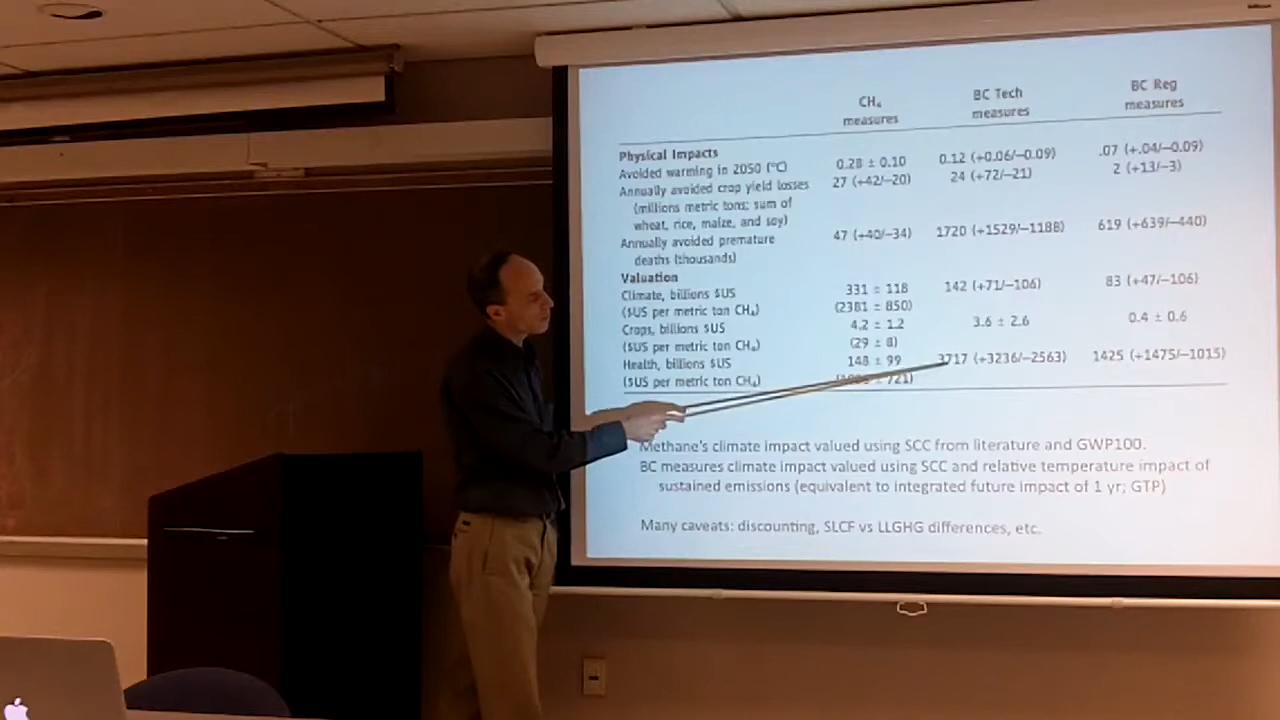 CH₄ BC Tech BC Reg
measures measures measures
Physical Impacts
Avoided warming in 2050 (°C) 0.28 ± 0.10 0.12 (+0.06/–0.09) .07 (+.04/–0.09)
Annually avoided crop yield losses 27 (+42/–20) 24 (+72/–21) 2 (+13/–3)
(millions metric tons; sum of
wheat, rice, maize, and soy)
Annually avoided premature 47 (+40/–34) 1720 (+1529/–1188) 619 (+639/–440)
deaths (thousands)
Valuation
Climate, billions $US 331 ± 118 142 (+71/–106) 83 (+47/–106)
($US per metric ton CH₄) (2381 ± 850)
Crops, billions $US 4.2 ± 1.2 3.6 ± 2.6 0.4 ± 0.6
($US per metric ton CH₄) (29 ± 8)
Health, billions $US 148 ± 99 3717 (+3236/–2563) 1425 (+1475/–1015)
($US per metric ton CH₄) 721)
Methane's climate impact valued using SCC from literature and GWP100.
BC measures climate impact valued using SCC and relative temperature impact of
sustained emissions (equivalent to integrated future impact of 1 yr; GTP)
Many caveats: discounting, SLCF vs LLGHG differences, etc.